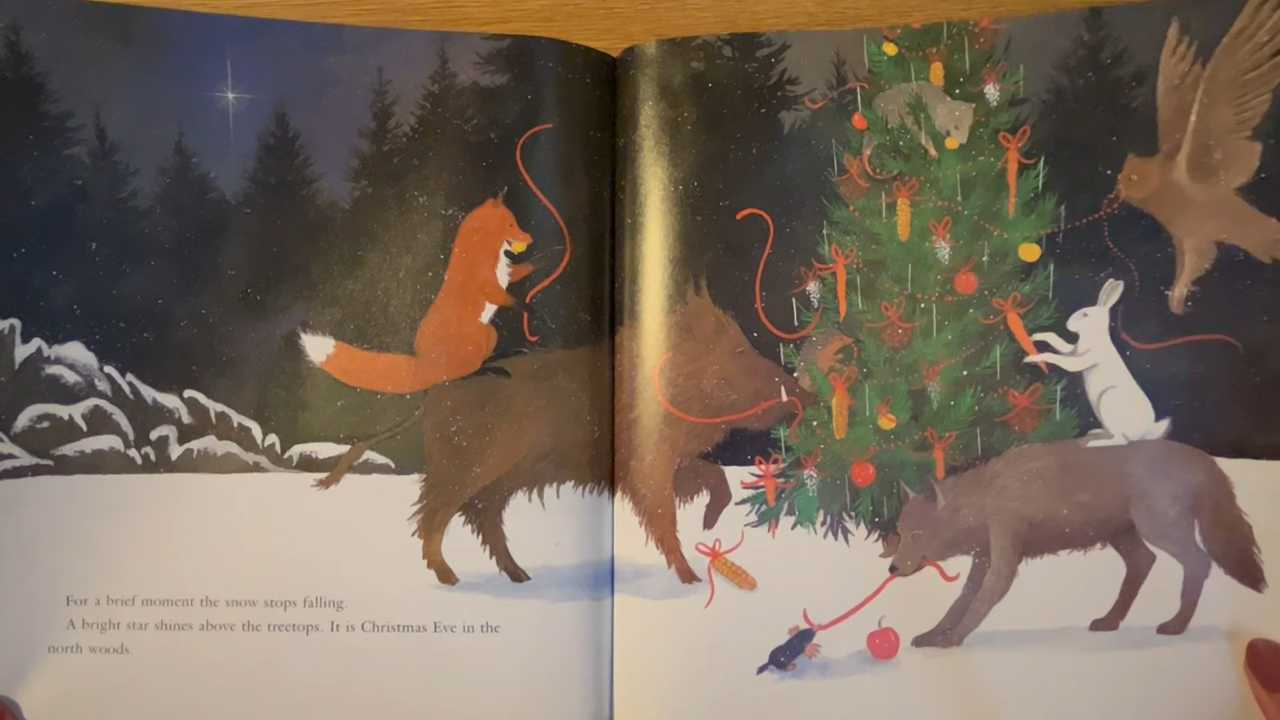 For a brief moment the snow stops falling.
A bright star shines above the treetops. It is Christmas Eve in the
north woods.